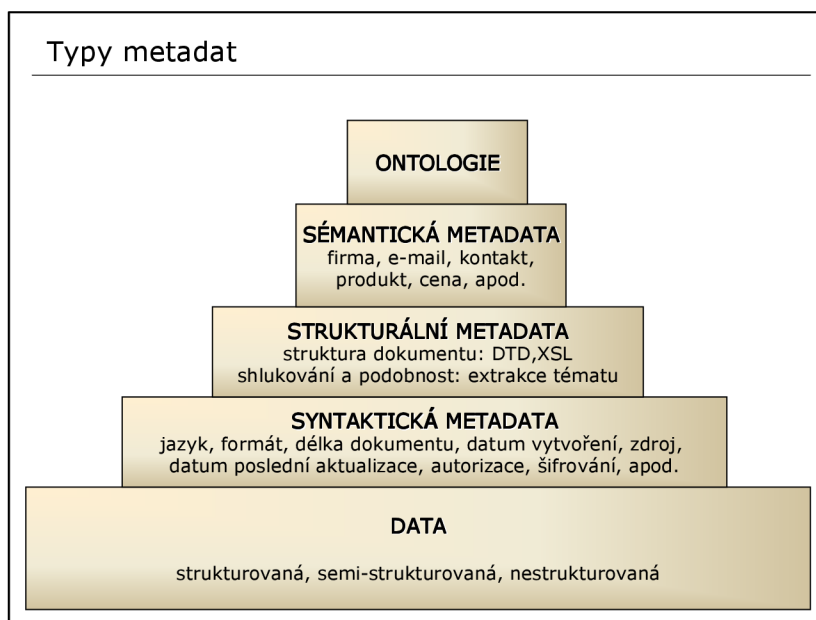 Typy metadat
ONTOLOGIE
SÉMANTICKÁ METADATA
firma, e-mail, kontakt,
produkt, cena, apod.
STRUKTURÁLNÍ METADATA
struktura dokumentu: DTD,XSL
shlukování a podobnost: extrakce tématu
SYNTAKTICKÁ METADATA
jazyk, formát, délka dokumentu, datum vytvoření, zdroj,
datum poslední aktualizace, autorizace, šifrování, apod.
DATA
strukturovaná, semi-strukturovaná, nestrukturovaná